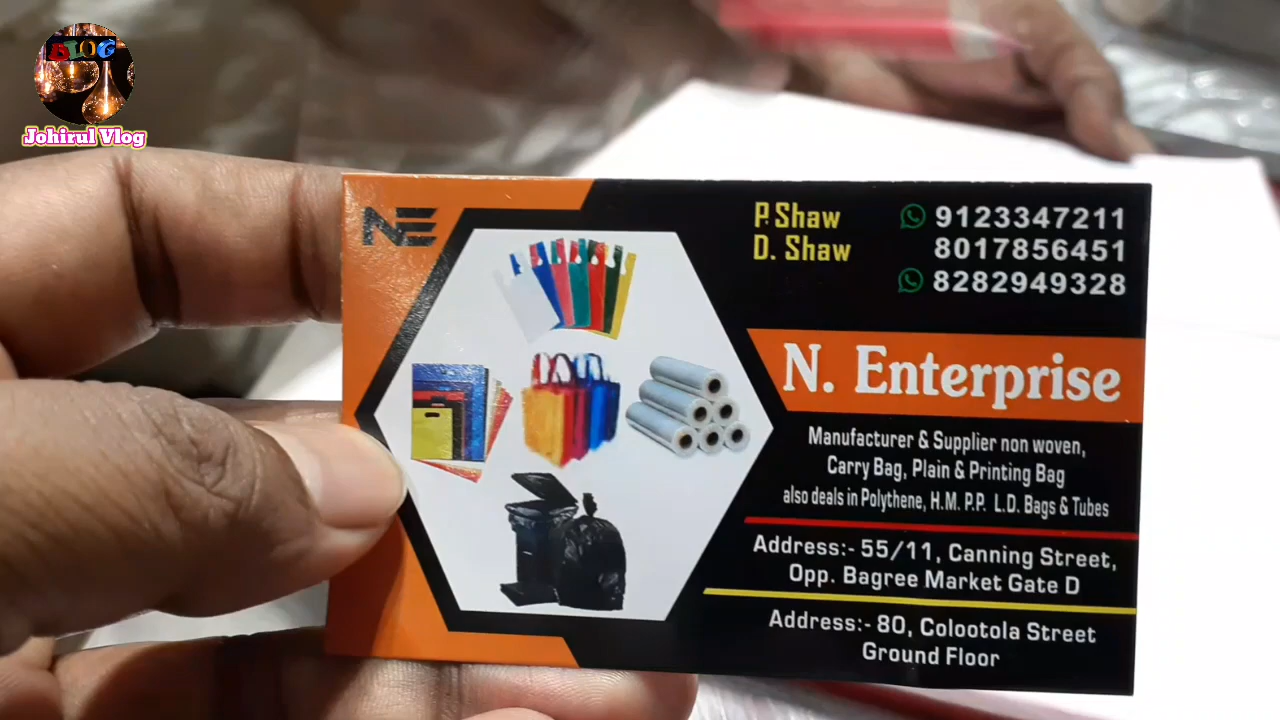 BLOG
Johirul Vlog
NE
P. Shaw 9123347211
D. Shaw 8017856451
8282949328
N. Enterprise
Manufacturer & Supplier non woven,
Carry Bag, Plain & Printing Bag
also deals in Polythene, H.M. P.P. L.D. Bags & Tubes
Address:- 55/11, Canning Street,
Opp. Bagree Market Gate D
Address:- 80, Colootola Street
Ground Floor